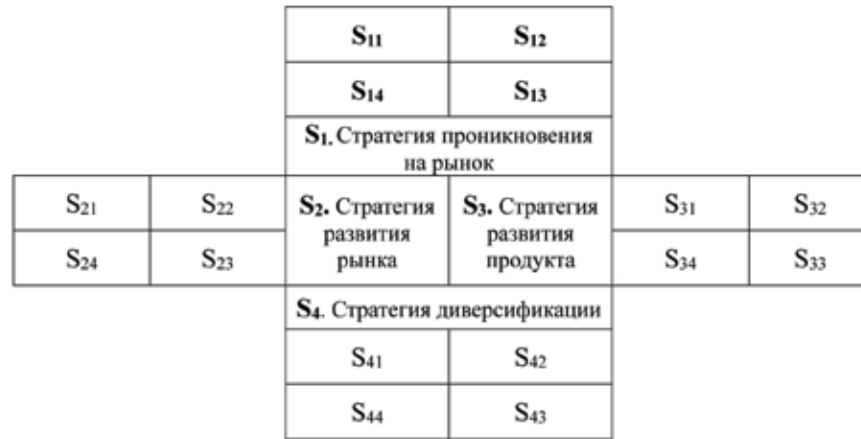 S₁₁ S₁₂
S₁₄ S₁₃
S₁. Стратегия проникновения
на рынок
S₂₁ S₂₂ S₂. Стратегия S₃. Стратегия S₃₁ S₃₂
развития развития
S₂₄ S₂₃ рынка продукта S₃₄ S₃₃
S₄. Стратегия диверсификации
S₄₁ S₄₂
S₄₄ S₄₃